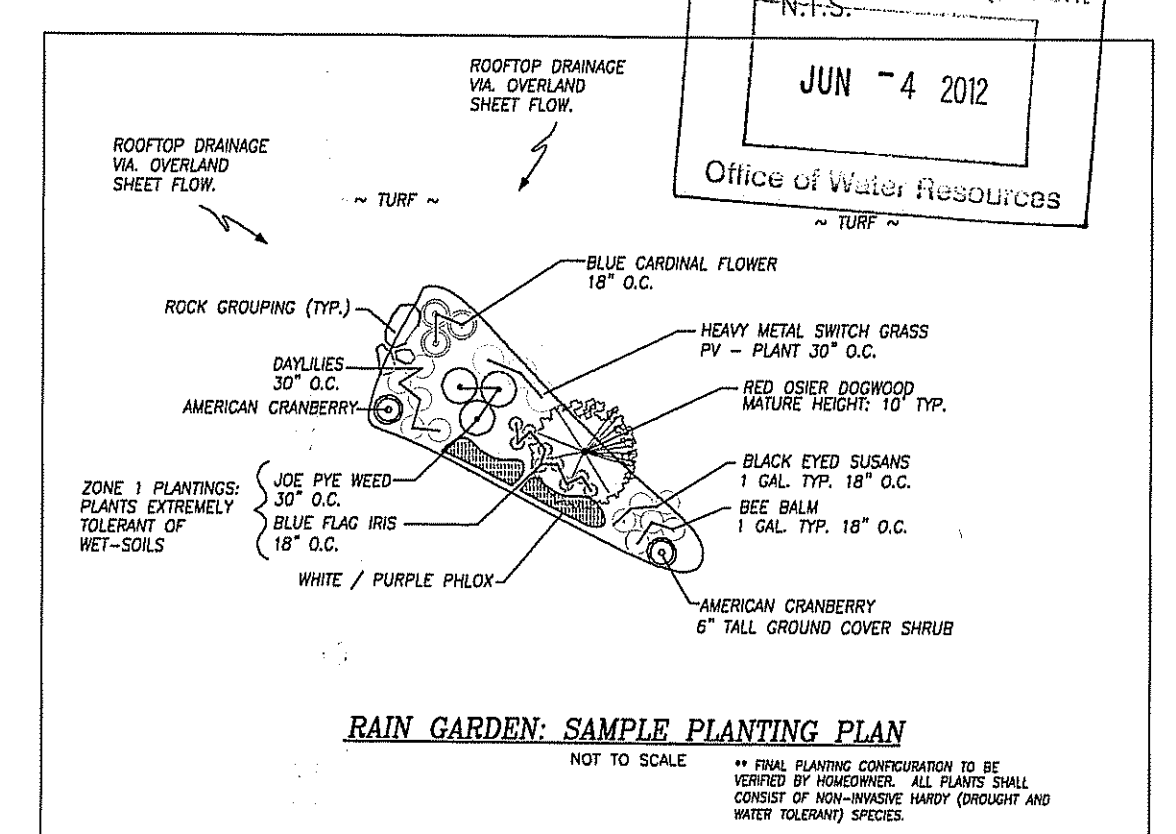 N.T.S.
JUN - 4 2012
Office of Water Resources
ROOFTOP DRAINAGE
VIA. OVERLAND
SHEET FLOW.
ROOFTOP DRAINAGE
VIA. OVERLAND
SHEET FLOW.
~ TURF ~
~ TURF ~
BLUE CARDINAL FLOWER
18" O.C.
ROCK GROUPING (TYP.)
HEAVY METAL SWITCH GRASS
PV - PLANT 30" O.C.
DAYLILIES
30" O.C.
RED OSIER DOGWOOD
MATURE HEIGHT: 10' TYP.
AMERICAN CRANBERRY
BLACK EYED SUSANS
1 GAL. TYP. 18" O.C.
ZONE 1 PLANTINGS:
PLANTS EXTREMELY
TOLERANT OF
WET-SOILS
JOE PYE WEED
30" O.C.
BLUE FLAG IRIS
18" O.C.
BEE BALM
1 GAL. TYP. 18" O.C.
WHITE / PURPLE PHLOX
AMERICAN CRANBERRY
6" TALL GROUND COVER SHRUB
RAIN GARDEN: SAMPLE PLANTING PLAN
NOT TO SCALE
** FINAL PLANTING CONFIGURATION TO BE
VERIFIED BY HOMEOWNER. ALL PLANTS SHALL
CONSIST OF NON-INVASIVE HARDY (DROUGHT AND
WATER TOLERANT) SPECIES.